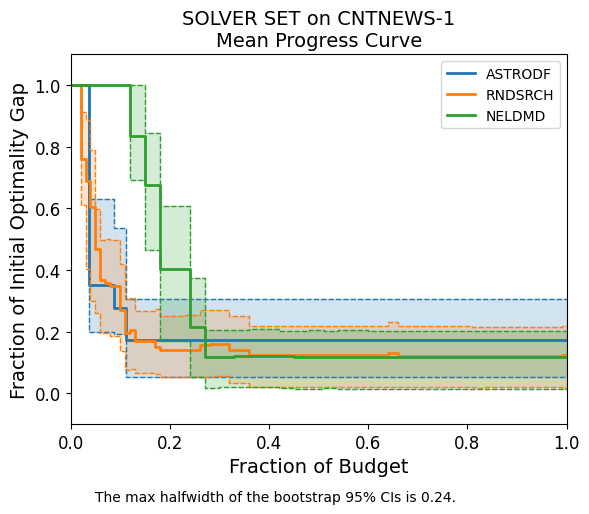 SOLVER SET on CNTNEWS-1
Mean Progress Curve
Fraction of Initial Optimality Gap
1.0
0.8
0.6
0.4
0.2
0.0
ASTRODF
RNDSRCH
NELDMD
0.0 0.2 0.4 0.6 0.8 1.0
Fraction of Budget
The max halfwidth of the bootstrap 95% CIs is 0.24.